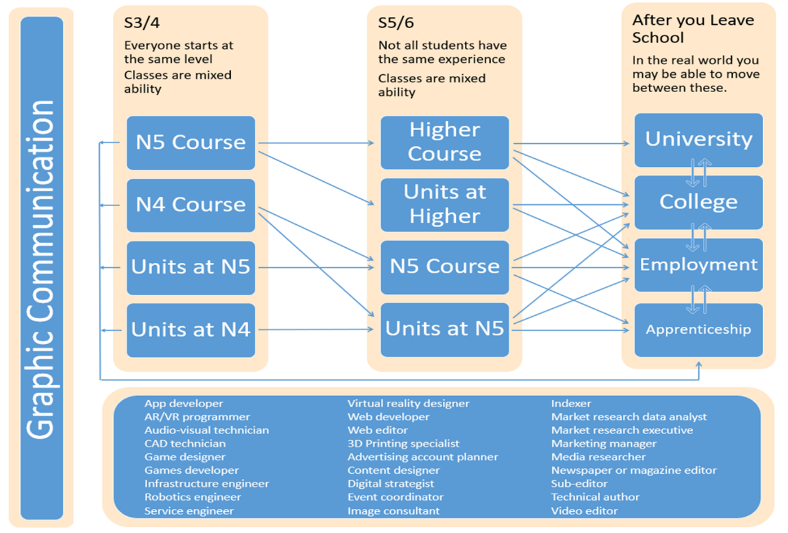 Graphic Communication
S3/4
Everyone starts at
the same level
Classes are mixed
ability
N5 Course
N4 Course
Units at N5
Units at N4
S5/6
Not all students have
the same experience
Classes are mixed
ability
Higher
Course
Units at
Higher
N5 Course
Units at N5
After you Leave
School
In the real world you
may be able to move
between these.
University
College
Employment
Apprenticeship
App developer
AR/VR programmer
Audio-visual technician
CAD technician
Game designer
Games developer
Infrastructure engineer
Robotics engineer
Service engineer
Virtual reality designer
Web developer
Web editor
3D Printing specialist
Advertising account planner
Content designer
Digital strategist
Event coordinator
Image consultant
Indexer
Market research data analyst
Market research executive
Marketing manager
Media researcher
Newspaper or magazine editor
Sub-editor
Technical author
Video editor